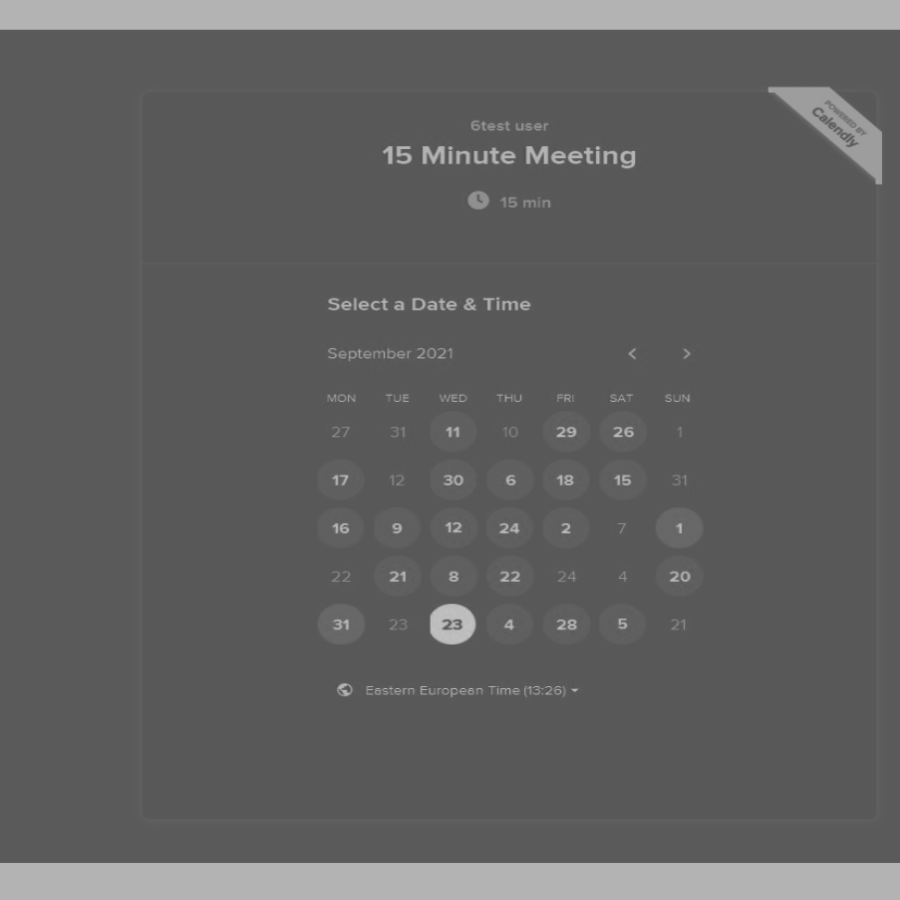 POWERED BY
Calendly
6test user
15 Minute Meeting
15 min
Select a Date & Time
September 2021
MON TUE WED THU FRI SAT SUN
27 31 11 10 29 26 1
17 12 30 6 18 15 31
16 9 12 24 2 7 1
22 21 8 22 24 4 20
31 23 23 4 28 5 21
Eastern European Time (13:26)